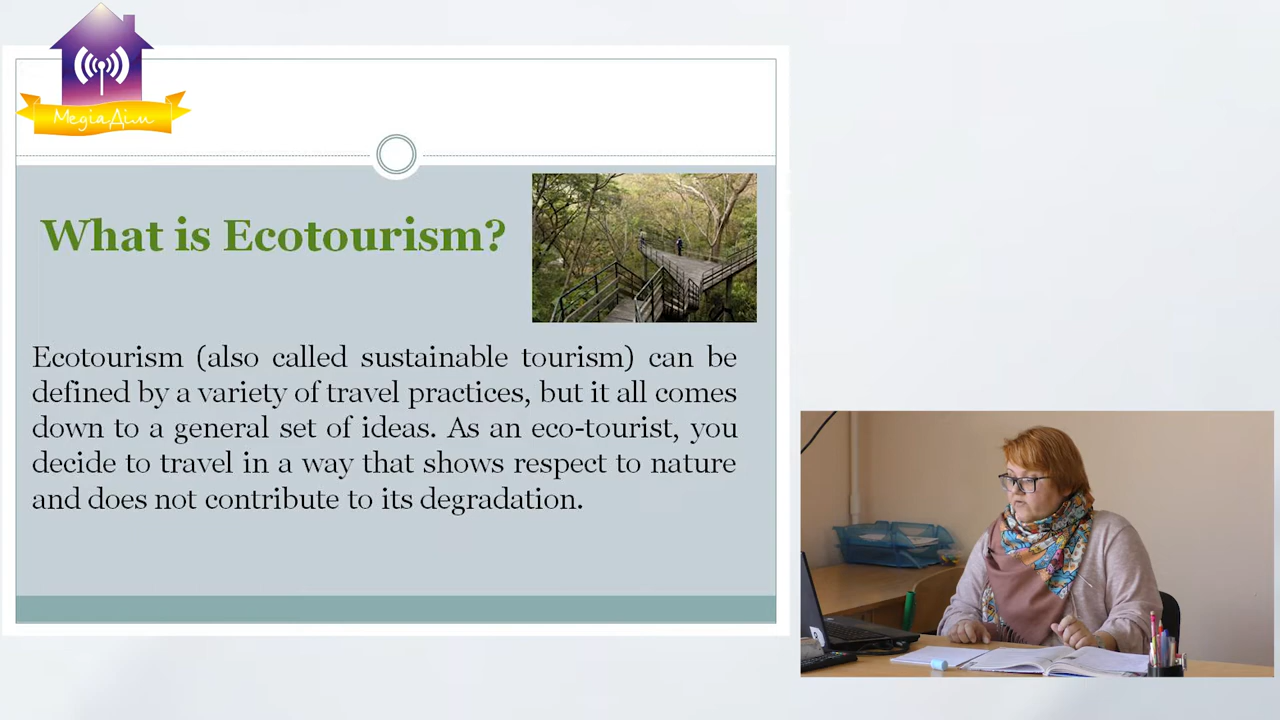 МедіаДім
What is Ecotourism?
Ecotourism (also called sustainable tourism) can be
defined by a variety of travel practices, but it all comes
down to a general set of ideas. As an eco-tourist, you
decide to travel in a way that shows respect to nature
and does not contribute to its degradation.